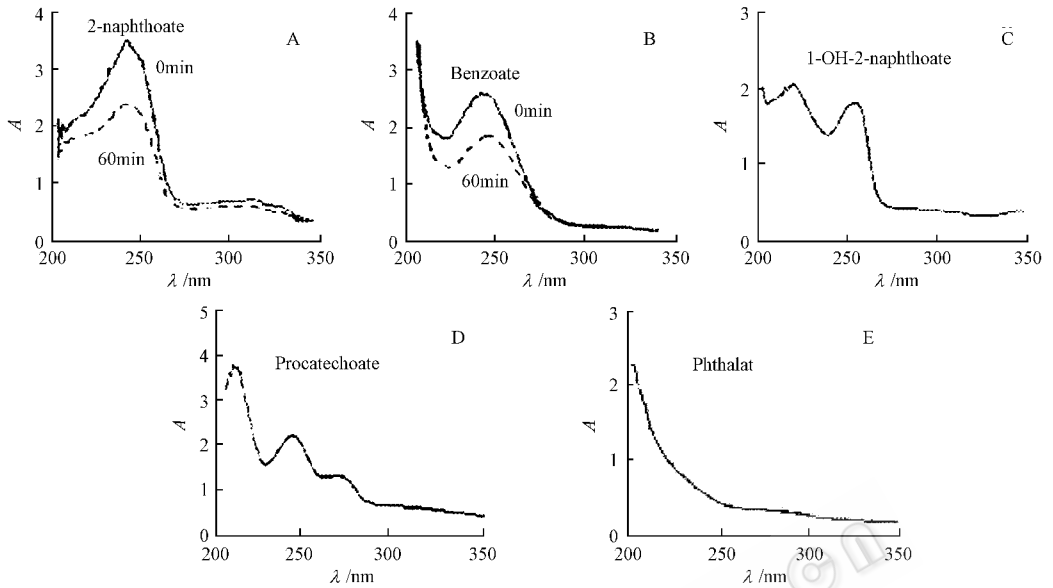 2-naphthoate
A
0min
60min
4
3
2
1
0
A
200
250
300
350
λ /nm
B
Benzoate
0min
60min
4
3
2
1
0
A
200
250
300
350
λ /nm
C
1-OH-2-naphthoate
3
2
1
0
A
200
250
300
350
λ /nm
D
Procatechoate
5
4
3
2
1
0
A
200
250
300
350
λ /nm
E
Phthalat
3
2
1
0
A
200
250
300
350
λ /nm